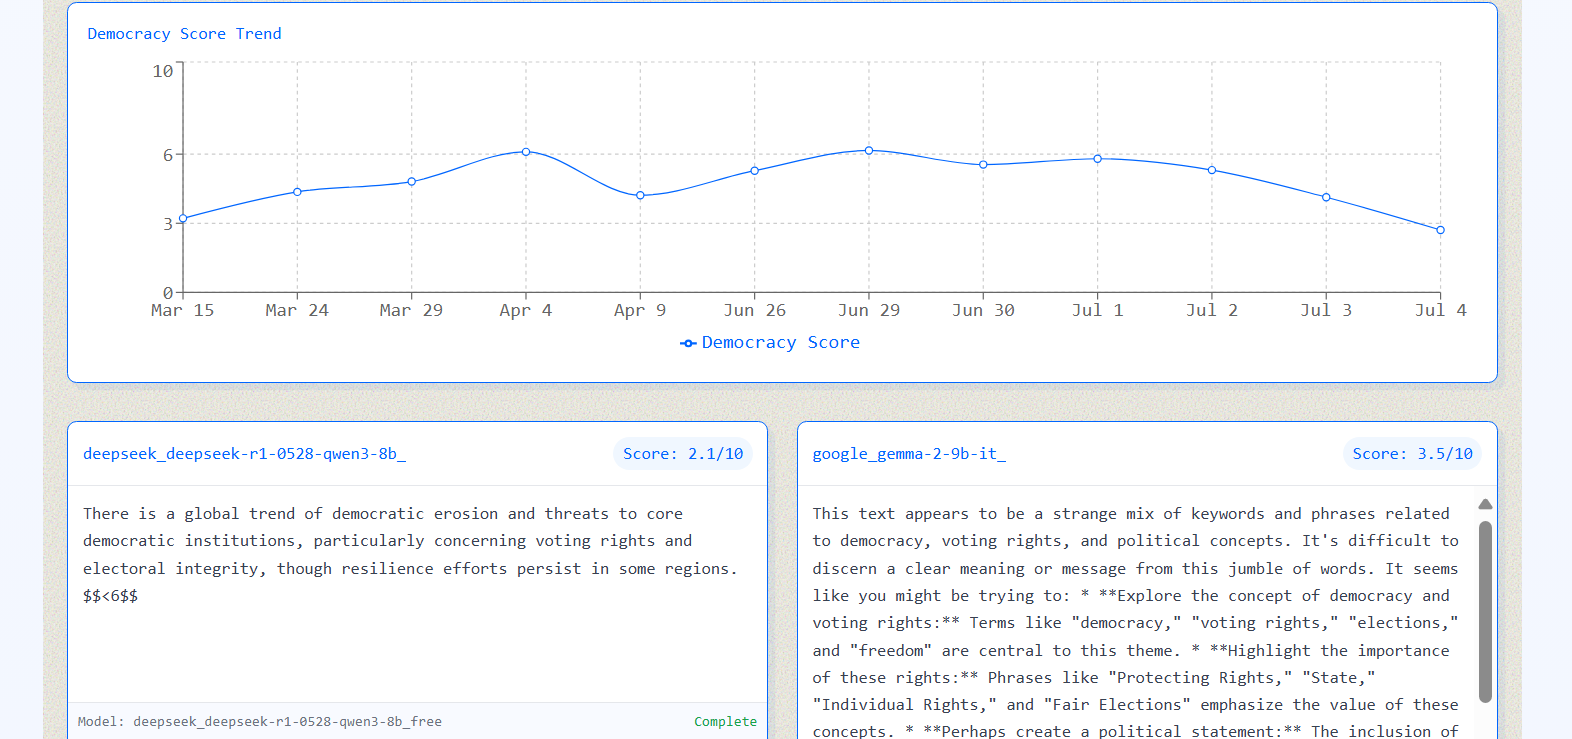 Democracy Score Trend
10
6
3
0
Mar 15 Mar 24 Mar 29 Apr 4 Apr 9 Jun 26 Jun 29 Jun 30 Jul 1 Jul 2 Jul 3 Jul 4
Democracy Score
deepseek_deepseek-r1-0528-qwen3-8b_
Score: 2.1/10
There is a global trend of democratic erosion and threats to core
democratic institutions, particularly concerning voting rights and
electoral integrity, though resilience efforts persist in some regions.
$$<6$$
Model: deepseek_deepseek-r1-0528-qwen3-8b_free
Complete
google_gemma-2-9b-it_
Score: 3.5/10
This text appears to be a strange mix of keywords and phrases related
to democracy, voting rights, and political concepts. It's difficult to
discern a clear meaning or message from this jumble of words. It seems
like you might be trying to: * **Explore the concept of democracy and
voting rights:** Terms like "democracy," "voting rights," "elections,"
and "freedom" are central to this theme. * **Highlight the importance
of these rights:** Phrases like "Protecting Rights," "State,"
"Individual Rights," and "Fair Elections" emphasize the value of these
concepts. * **Perhaps create a political statement:** The inclusion of